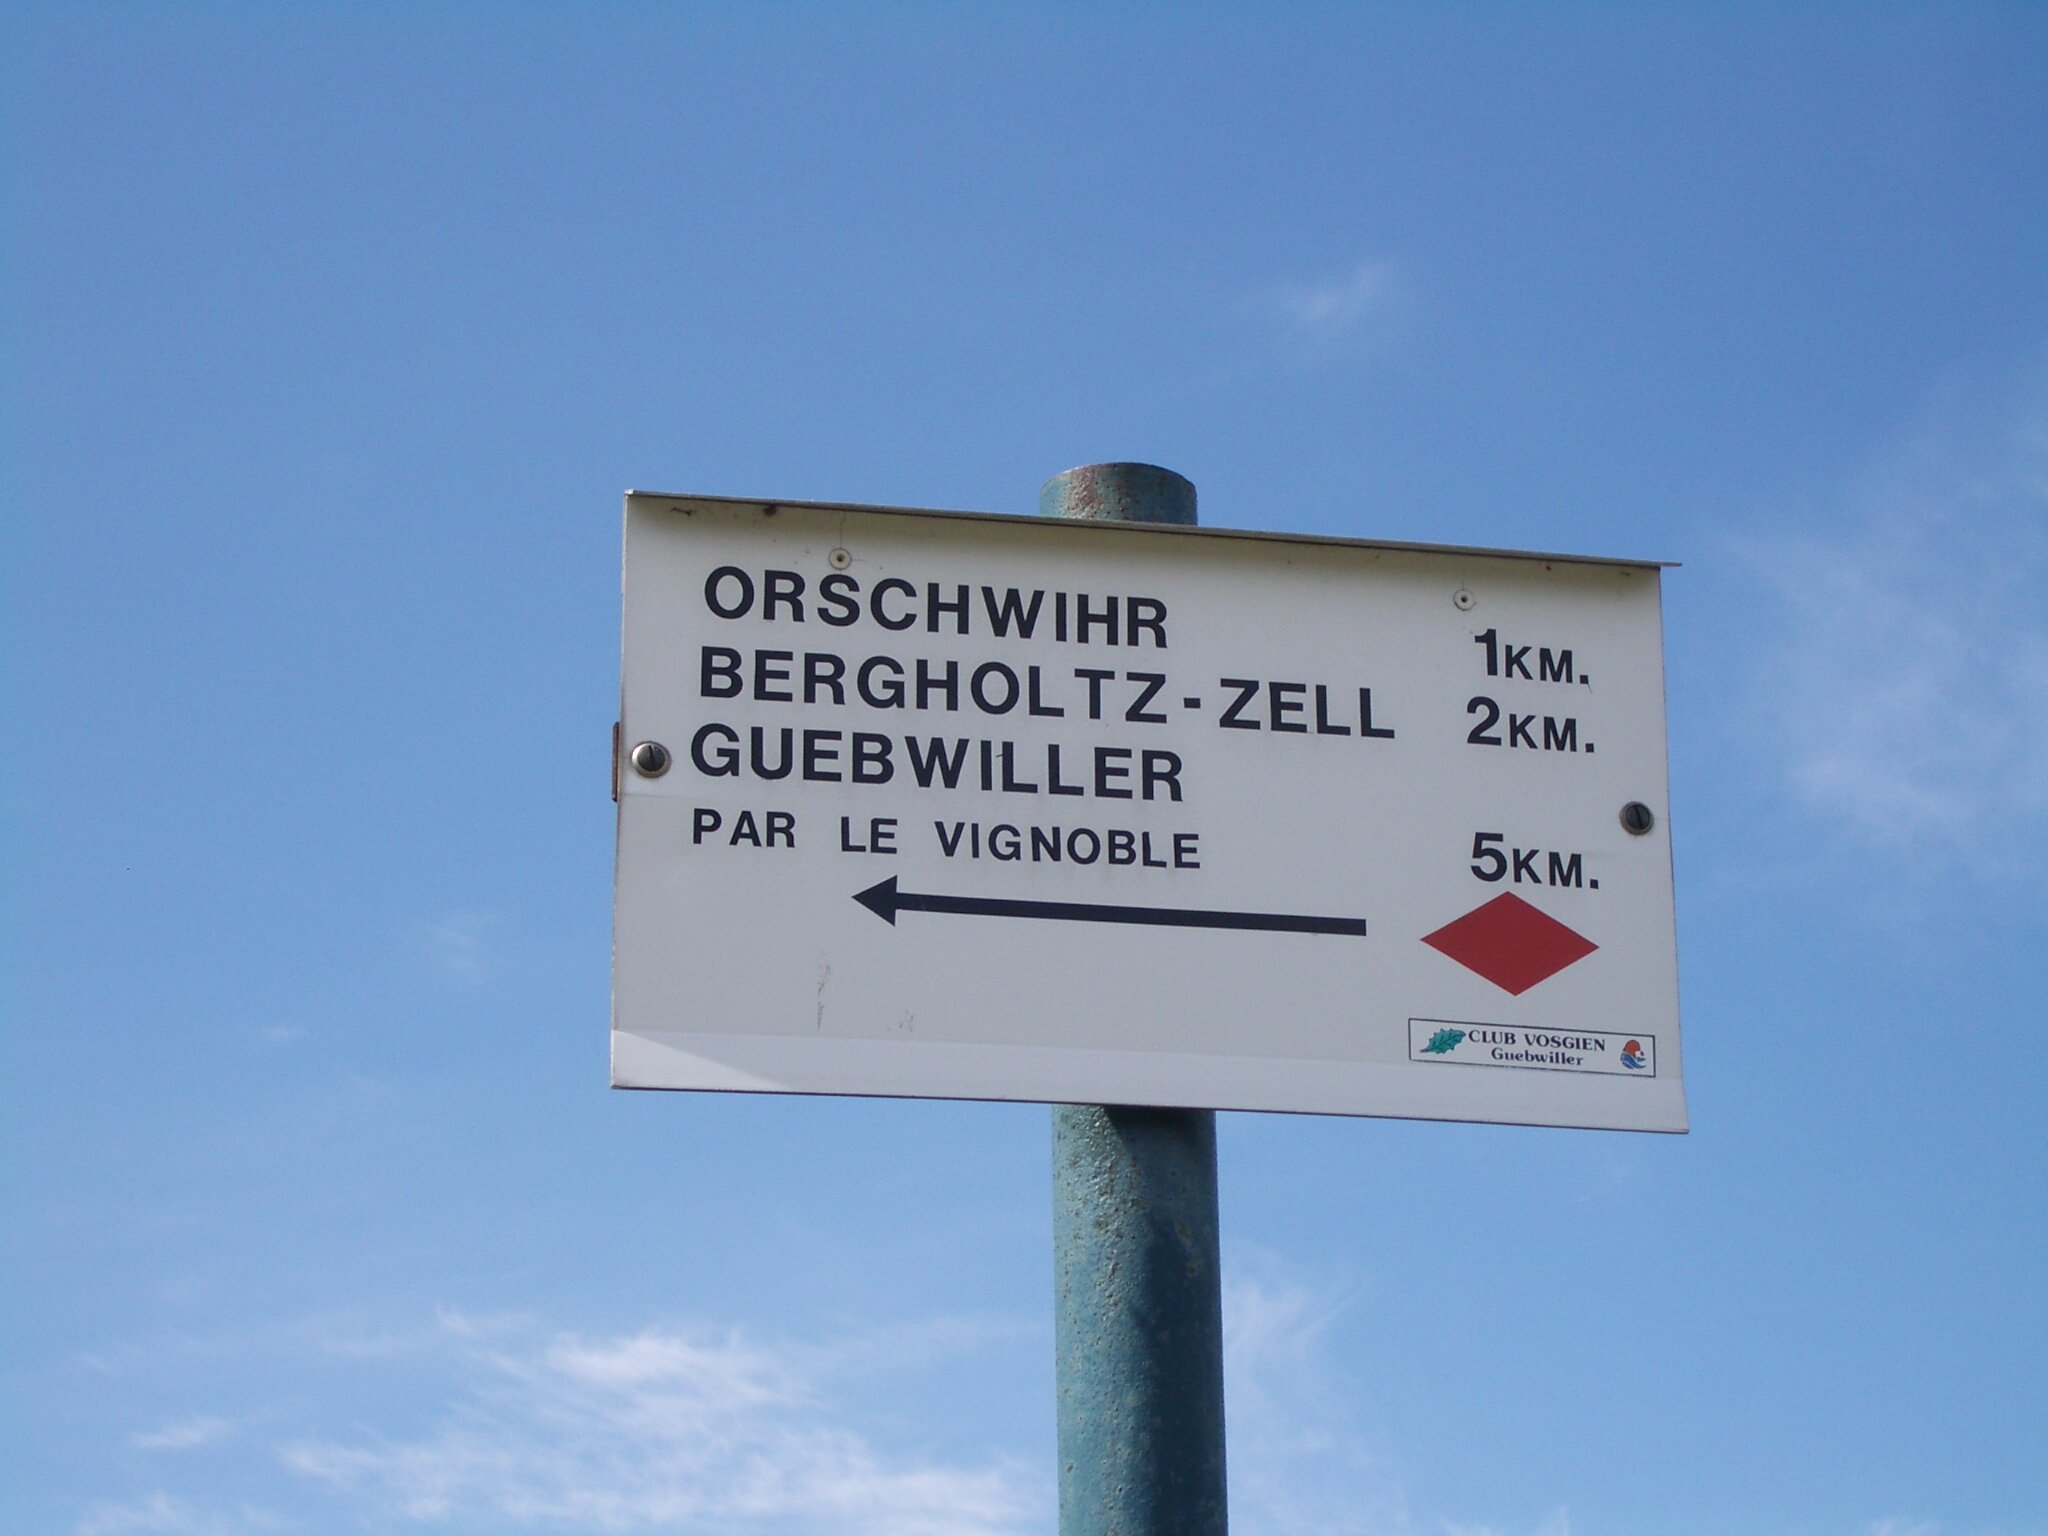 ORSCHWIHR 1KM.
BERGHOLTZ-ZELL 2KM.
GUEBWILLER
PAR LE VIGNOBLE 5KM.
CLUB VOSGIEN
Guebwiller